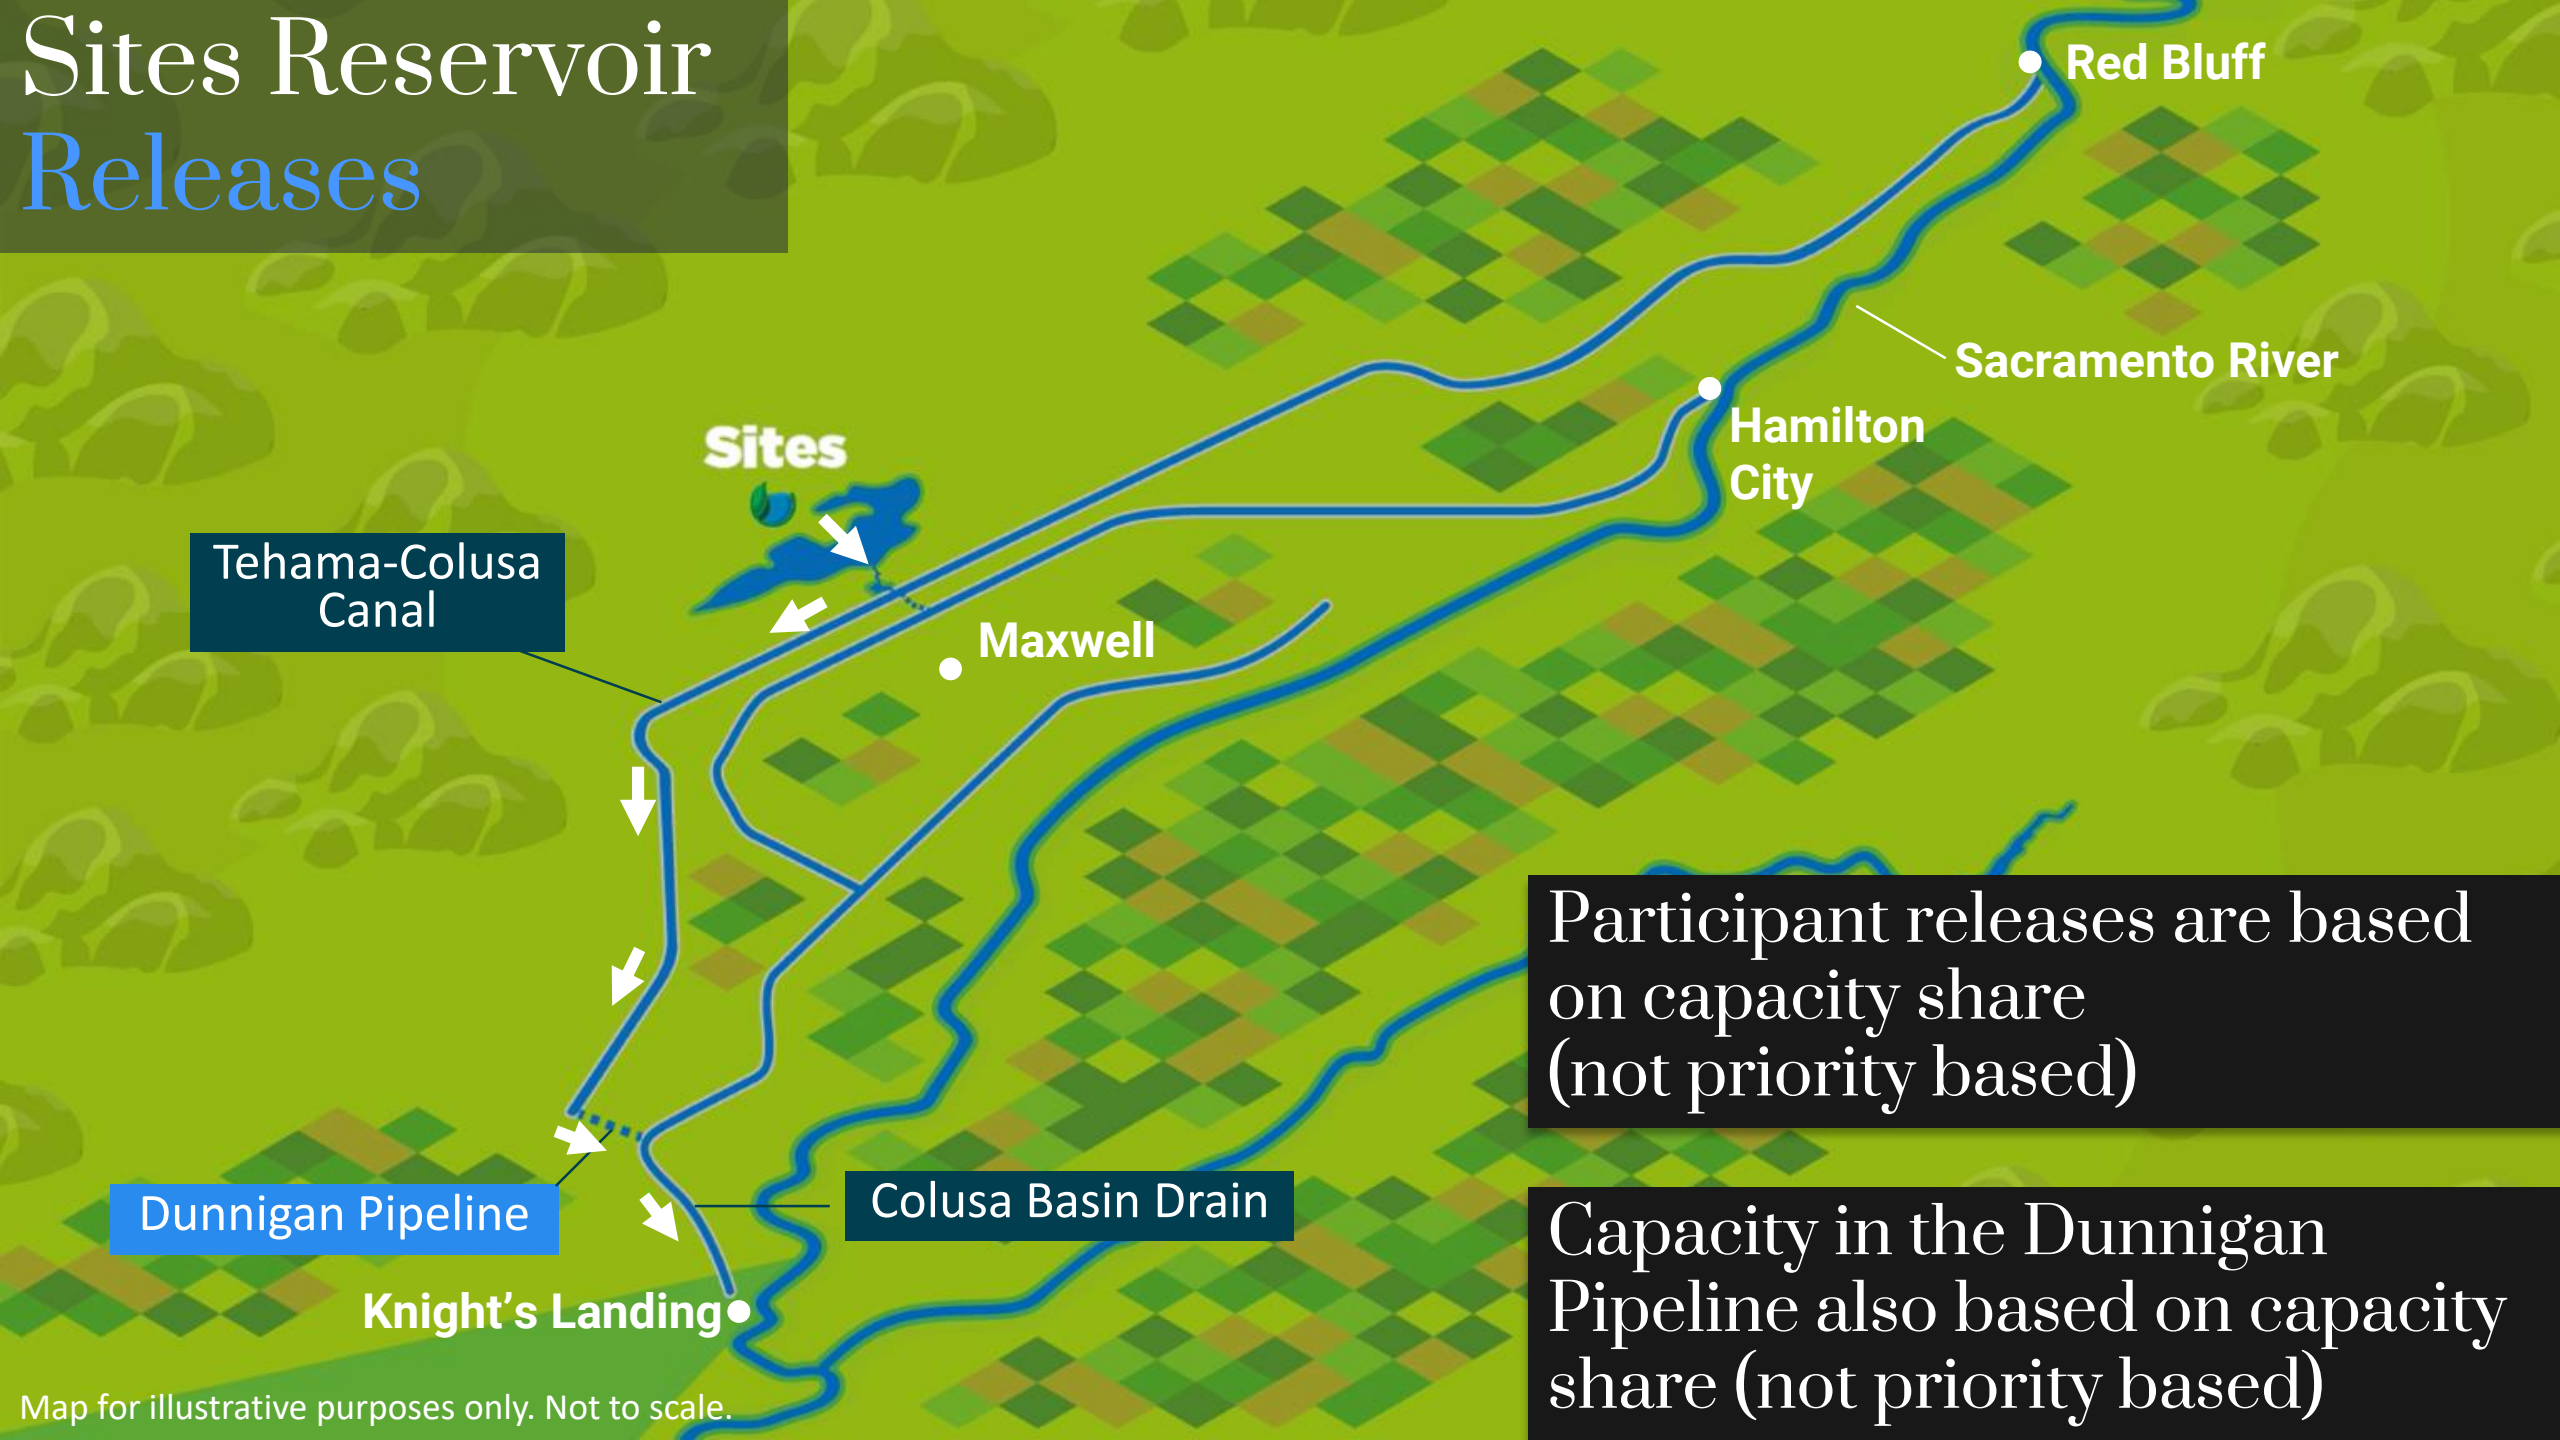 Sites Reservoir
Releases
Red Bluff
Sacramento River
Hamilton
City
Sites
Tehama-Colusa
Canal
Maxwell
Participant releases are based
on capacity share
(not priority based)
Dunnigan Pipeline
Colusa Basin Drain
Capacity in the Dunnigan
Pipeline also based on capacity
share (not priority based)
Knight’s Landing
Map for illustrative purposes only. Not to scale.